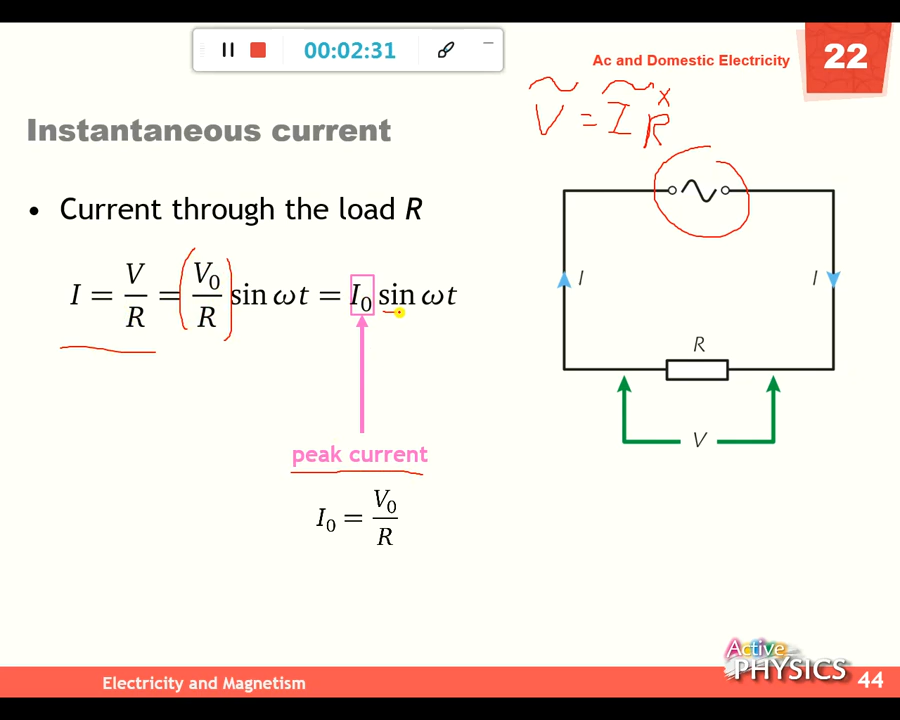 00:02:31
Ac and Domestic Electricity 22
V = I R x
Instantaneous current
• Current through the load R
I = V/R = (V₀/R) sin ωt = I₀ sin ωt
peak current
I₀ = V₀/R
I
I
R
V
Active PHYSICS
Electricity and Magnetism 44